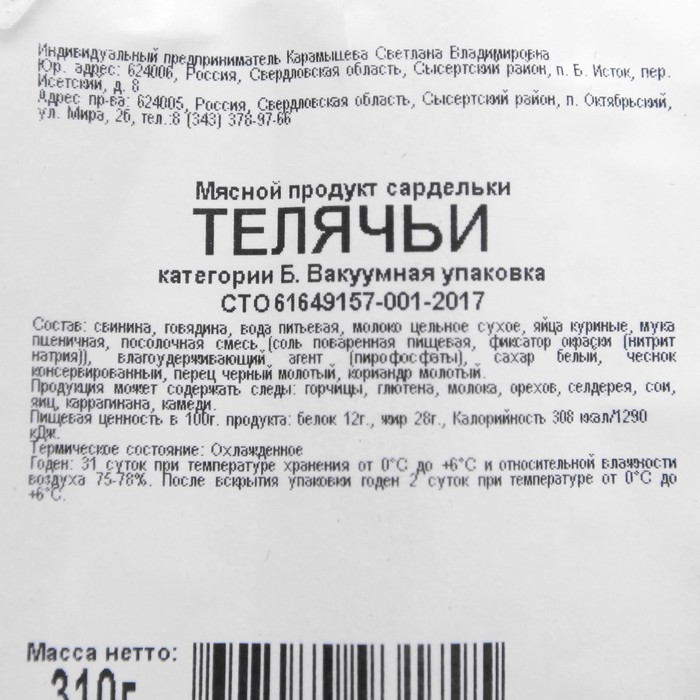 Индивидуальный предприниматель Карамышева Светлана Владимировна
Юр. адрес: 624006, Россия, Свердловская область, Сысертский район, п. Б. Исток, пер.
Исетский, д. 8
Адрес пр-ва: 624005, Россия, Свердловская область, Сысертский район, п. Октябрьский,
ул. Мира, 2б, тел.:8 (343) 378-97-66
Мясной продукт сардельки
ТЕЛЯЧЬИ
категории Б. Вакуумная упаковка
СТО 61649157-001-2017
Состав: свинина, говядина, вода питьевая, молоко цельное сухое, яйца куриные, мука
пшеничная, посолочная смесь (соль поваренная пищевая, фиксатор окраски (нитрит
натрия)), влагоудерживающий агент (пирофосфаты), сахар белый, чеснок
консервированный, перец черный молотый, кориандр молотый.
Продукция может содержать следы: горчицы, глютена, молока, орехов, селдерея, сои,
яиц, каррагинана, камеди.
Пищевая ценность в 100г. продукта: белок 12г., жир 28г., Калорийность 308 ккал/1290
кДж.
Термическое состояние: Охлажденное
Годен: 31 суток при температуре хранения от 0°С до +6°С и относительной влажности
воздуха 75-78%. После вскрытия упаковки годен 2 суток при температуре от 0°С до
+6°С.
Масса нетто:
310г